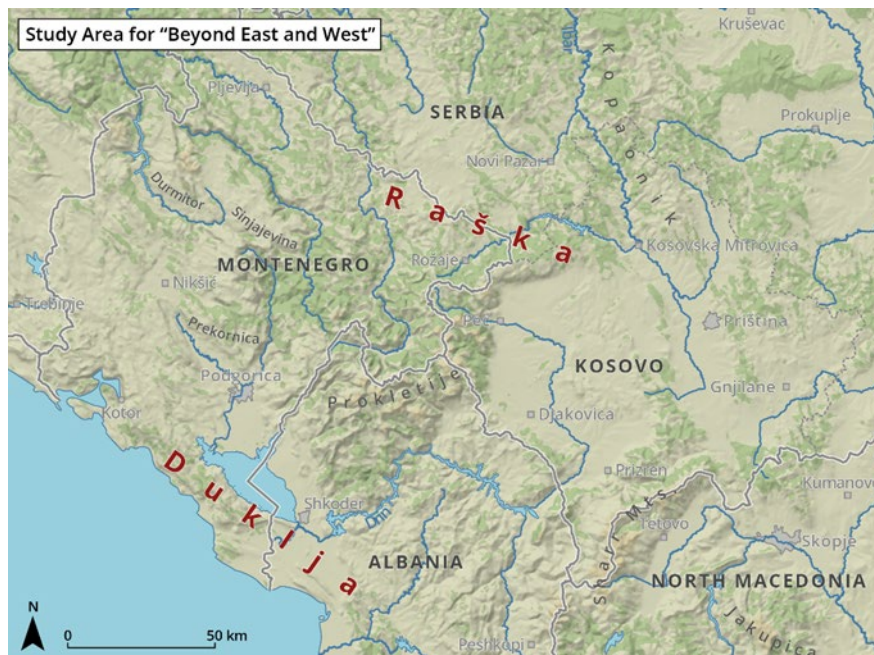 Study Area for “Beyond East and West”
Kruševac
Ibar
Kopaonik
Pljevlja
SERBIA
Prokuplje
Novi Pazar
Durmitor
Raška
Sinjajevina
Kosovska Mitrovica
Rožaje
MONTENEGRO
Nikšić
Trebinje
Priština
Peć
Prekornica
KOSOVO
Podgorica
Prokletije
Gnjilane
Kotor
Djakovica
Duklja
Prizren
Kumanovo
Shkoder
Drin
Sharr Mts.
Tetovo
Skopje
ALBANIA
NORTH MACEDONIA
N
0 50 km
Jakupica
Peshkopi